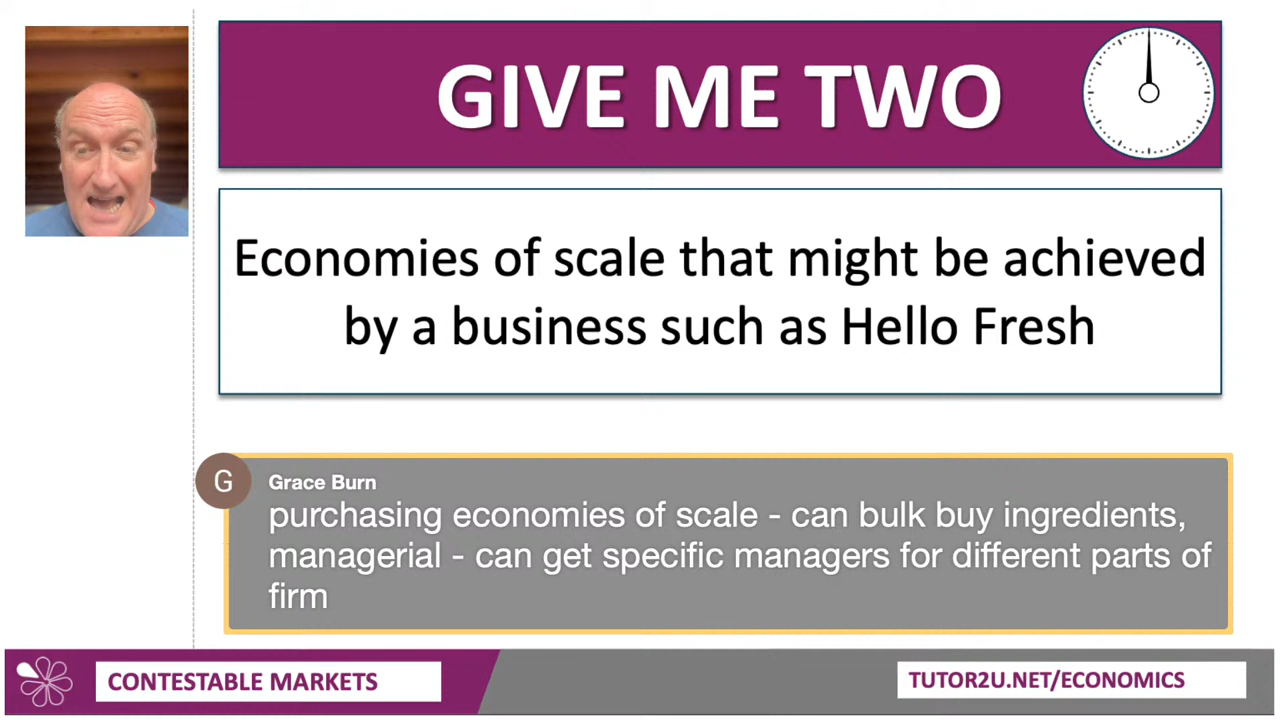 GIVE ME TWO
Economies of scale that might be achieved
by a business such as Hello Fresh
G
Grace Burn
purchasing economies of scale - can bulk buy ingredients,
managerial - can get specific managers for different parts of
firm
CONTESTABLE MARKETS
TUTOR2U.NET/ECONOMICS